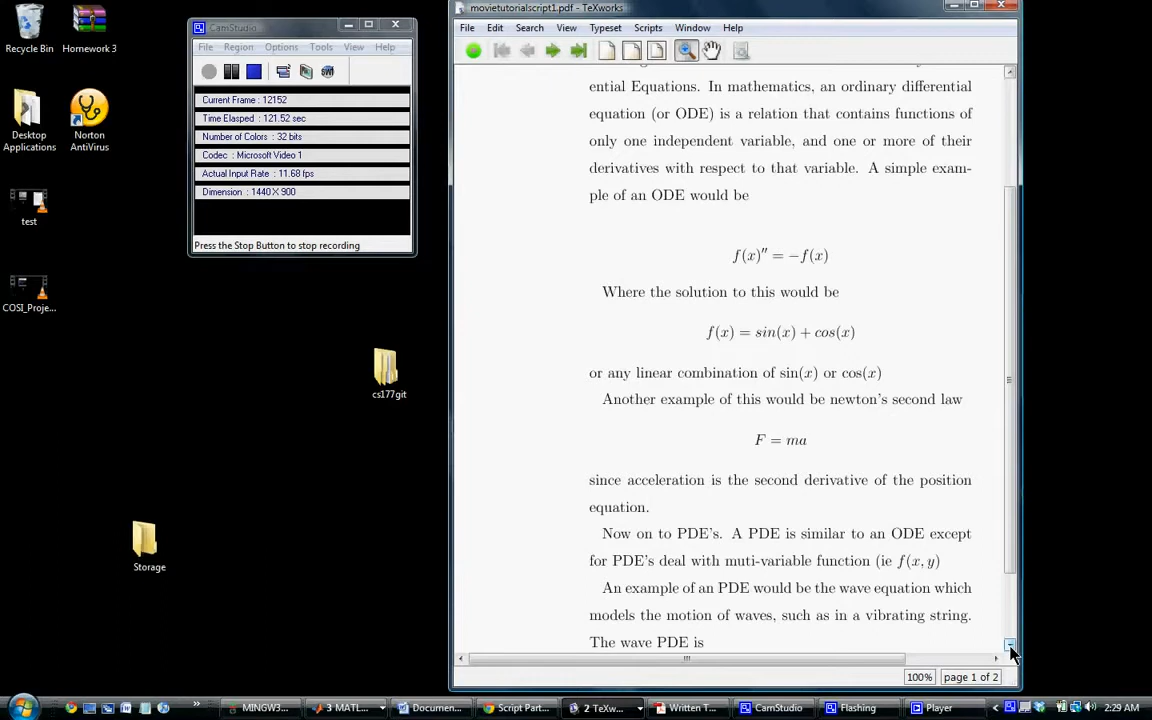 Recycle Bin
Homework 3
Desktop
Applications
Norton
AntiVirus
test
COSI_Proje...
cs177git
Storage
CamStudio
File Region Options Tools View Help
Current Frame : 12152
Time Elasped : 121.52 sec
Number of Colors : 32 bits
Codec : Microsoft Video 1
Actual Input Rate : 11.68 fps
Dimension : 1440 X 900
Press the Stop Button to stop recording
movietutorialscript1.pdf - TeXworks
File Edit Search View Typeset Scripts Window Help
ential Equations. In mathematics, an ordinary differential
equation (or ODE) is a relation that contains functions of
only one independent variable, and one or more of their
derivatives with respect to that variable. A simple exam-
ple of an ODE would be
f(x)″ = −f(x)
Where the solution to this would be
f(x) = sin(x) + cos(x)
or any linear combination of sin(x) or cos(x)
Another example of this would be newton's second law
F = ma
since acceleration is the second derivative of the position
equation.
Now on to PDE's. A PDE is similar to an ODE except
for PDE's deal with muti-variable function (ie f(x, y)
An example of an PDE would be the wave equation which
models the motion of waves, such as in a vibrating string.
The wave PDE is
100% page 1 of 2
MINGW3... 3 MATL... Documen... Script Part... 2 TeXw... Written T... CamStudio Flashing Player 2:29 AM